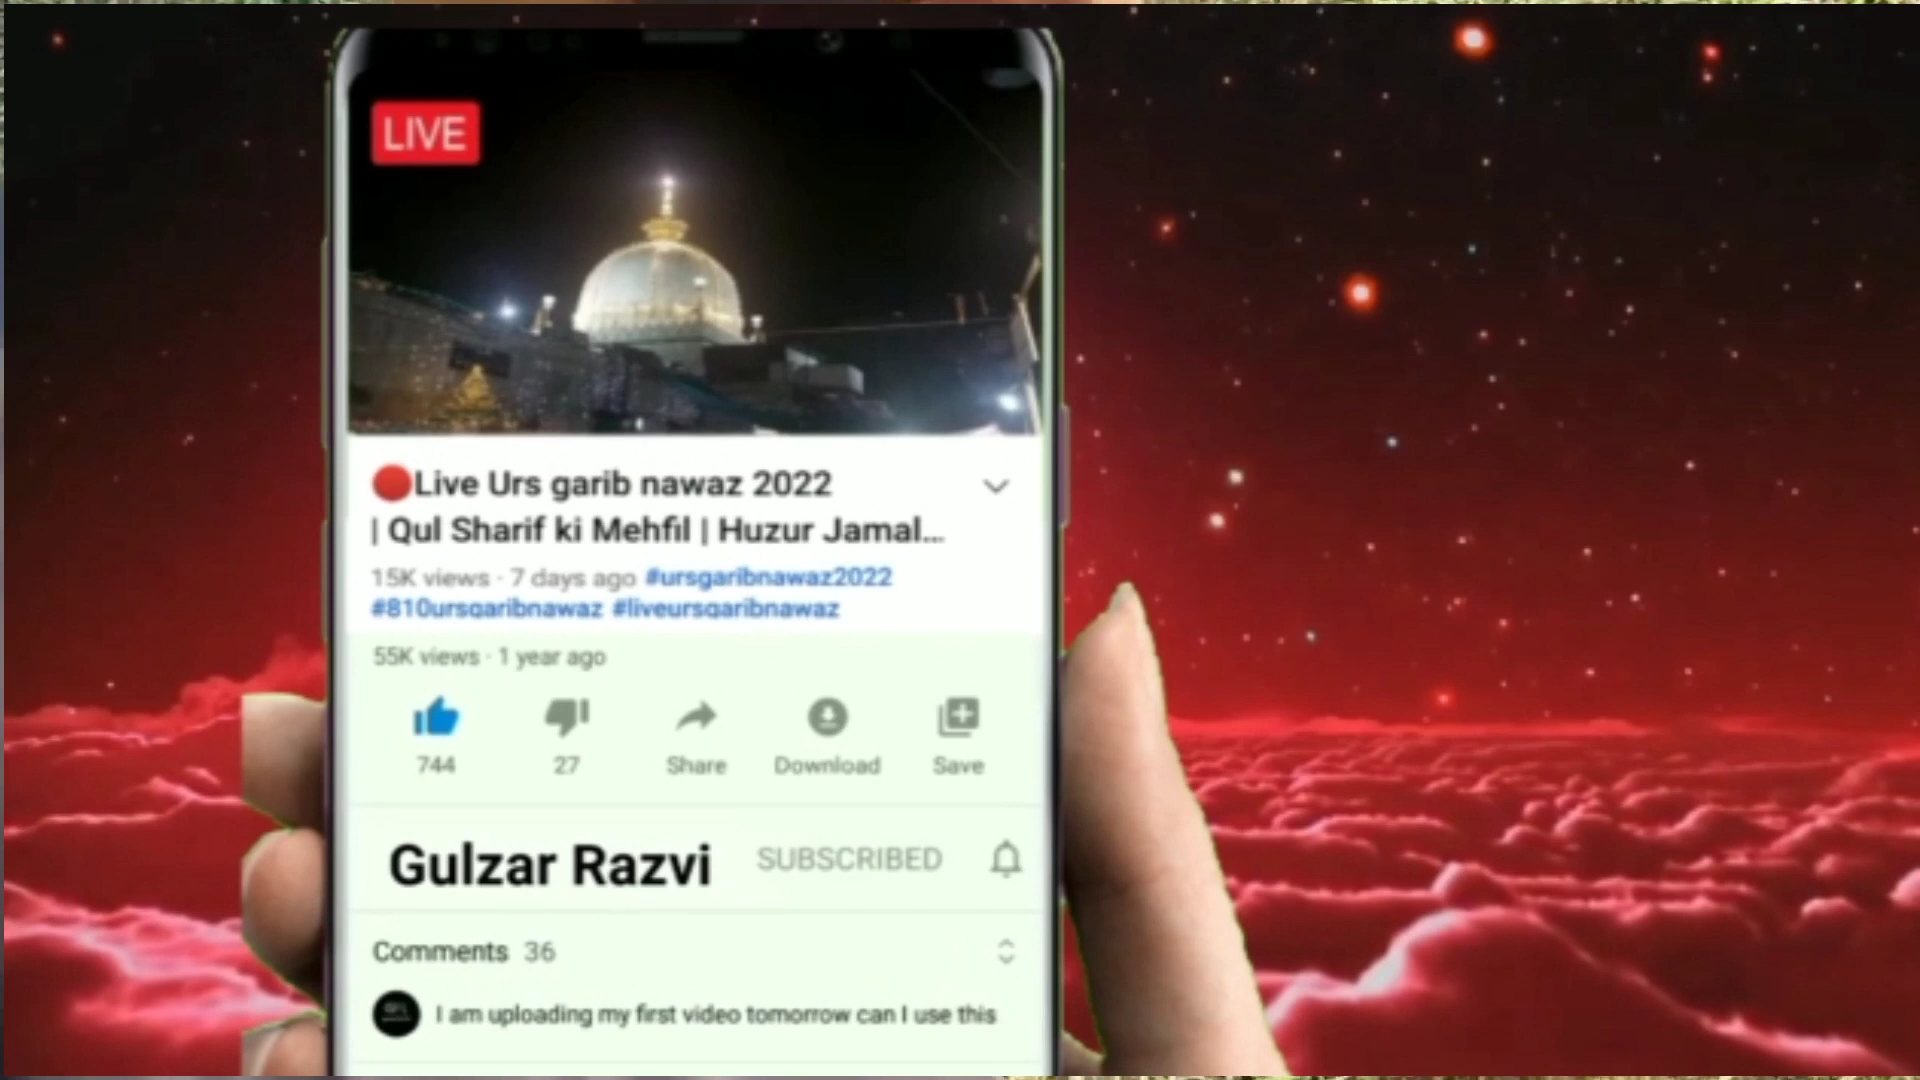 LIVE
🔴Live Urs garib nawaz 2022
| Qul Sharif ki Mehfil | Huzur Jamal...
15K views · 7 days ago #ursgaribnawaz2022
#810ursgaribnawaz #liveursgaribnawaz
55K views · 1 year ago
744 27 Share Download Save
Gulzar Razvi SUBSCRIBED
Comments 36
I am uploading my first video tomorrow can I use this